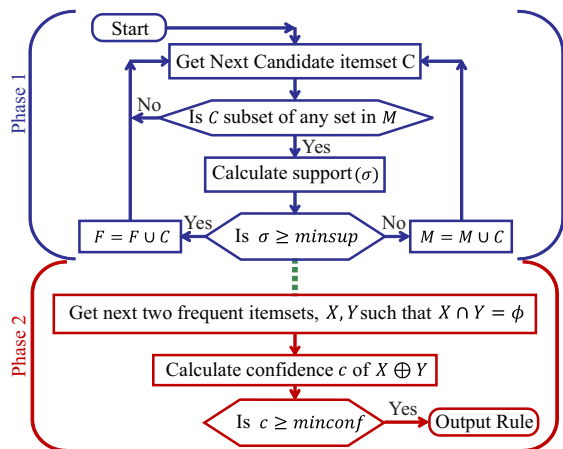 Phase 1
Start
Get Next Candidate itemset C
No
Is C subset of any set in M
Yes
Calculate support (σ)
F = F ∪ C
Yes
Is σ ≥ minsup
No
M = M ∪ C
Phase 2
Get next two frequent itemsets, X, Y such that X ∩ Y = ϕ
Calculate confidence c of X ⊕ Y
Is c ≥ minconf
Yes
Output Rule